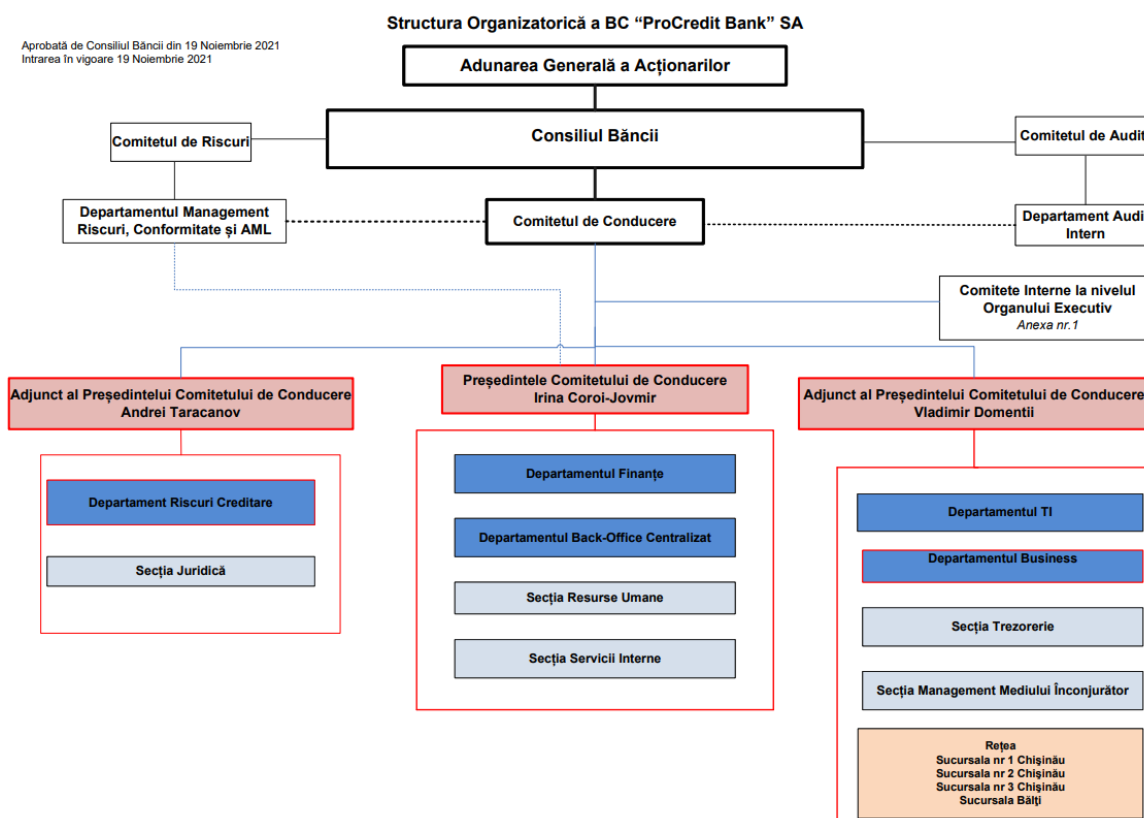 Structura Organizatorică a BC “ProCredit Bank” SA
Aprobată de Consiliul Băncii din 19 Noiembrie 2021
Intrarea în vigoare 19 Noiembrie 2021
Adunarea Generală a Acționarilor
Consiliul Băncii
Comitetul de Riscuri
Comitetul de Audit
Departamentul Management
Riscuri, Conformitate și AML
Comitetul de Conducere
Departament Audi
Intern
Comitete Interne la nivelul
Organului Executiv
Anexa nr.1
Adjunct al Președintelui Comitetului de Conducere
Andrei Taracanov
Președintele Comitetului de Conducere
Irina Coroi-Jovmir
Adjunct al Președintelui Comitetului de Conducere
Vladimir Domentii
Departament Riscuri Creditare
Secția Juridică
Departamentul Finanțe
Departamentul Back-Office Centralizat
Secția Resurse Umane
Secția Servicii Interne
Departamentul TI
Departamentul Business
Secția Trezorerie
Secția Management Mediului Înconjurător
Rețea
Sucursala nr 1 Chişinău
Sucursala nr 2 Chişinău
Sucursala nr 3 Chişinău
Sucursala Bălţi